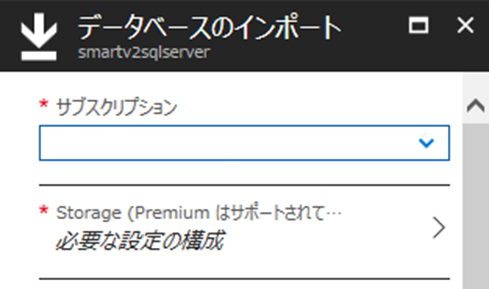 データベースのインポート
smartv2sqlserver
* サブスクリプション
* Storage (Premium はサポートされて…
必要な設定の構成